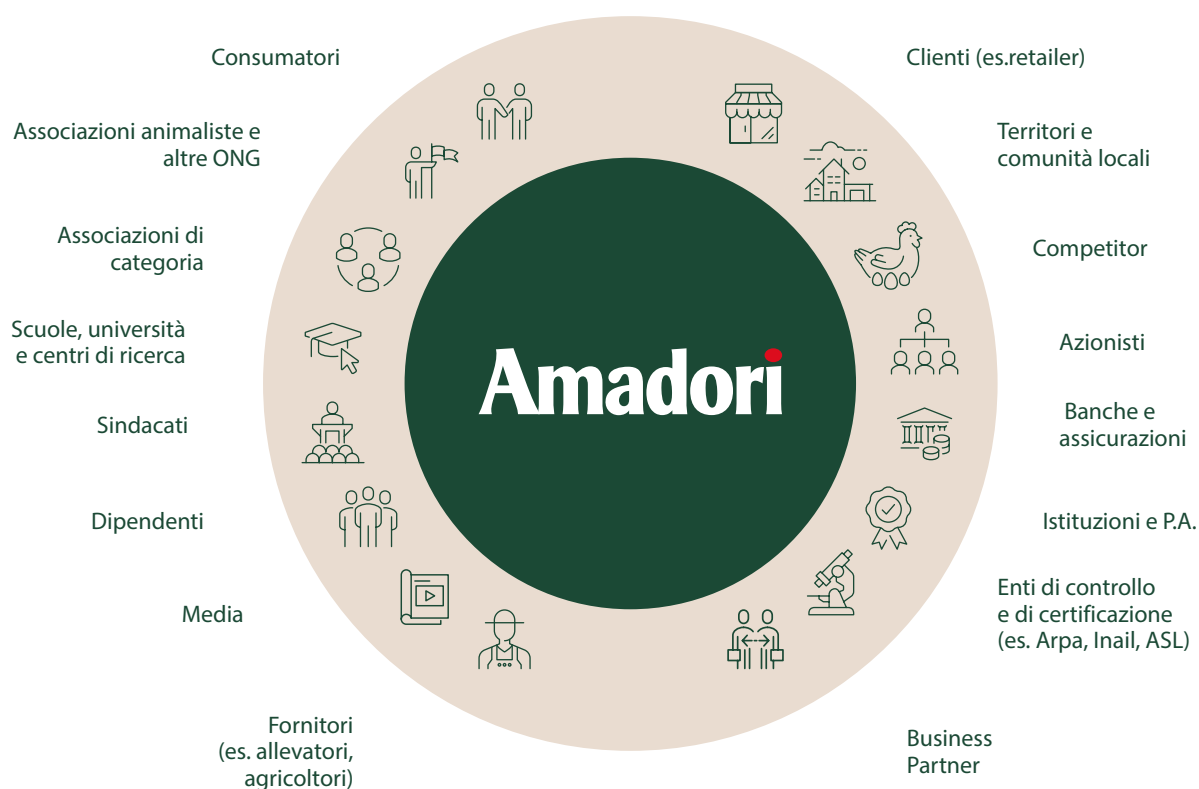 Consumatori
Clienti (es.retailer)
Associazioni animaliste e
altre ONG
Territori e
comunità locali
Associazioni di
categoria
Competitor
Scuole, università
e centri di ricerca
Azionisti
Amadori
Sindacati
Banche e
assicurazioni
Dipendenti
Istituzioni e P.A.
Media
Enti di controllo
e di certificazione
(es. Arpa, Inail, ASL)
Fornitori
(es. allevatori,
agricoltori)
Business
Partner